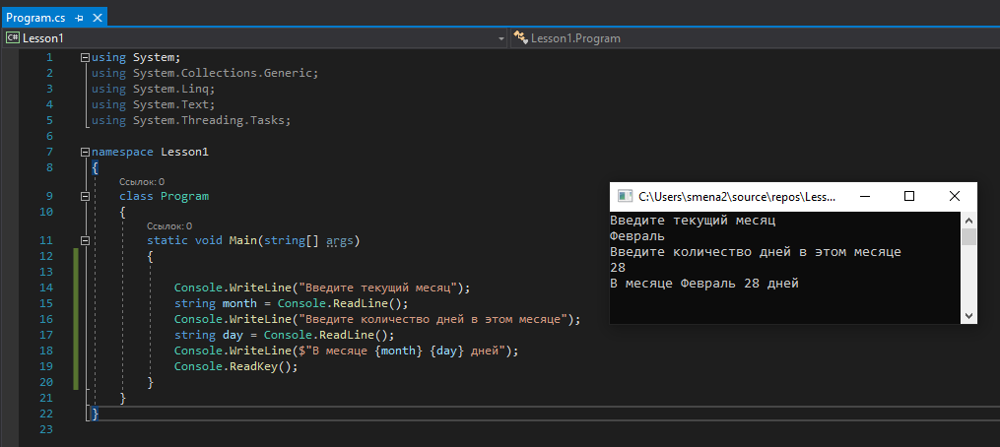 Program.cs
C# Lesson1
Lesson1.Program
1 using System;
2 using System.Collections.Generic;
3 using System.Linq;
4 using System.Text;
5 using System.Threading.Tasks;
6
7 namespace Lesson1
8 {
Ссылок: 0
9 class Program
10 {
Ссылок: 0
11 static void Main(string[] args)
12 {
13
14 Console.WriteLine("Введите текущий месяц");
15 string month = Console.ReadLine();
16 Console.WriteLine("Введите количество дней в этом месяце");
17 string day = Console.ReadLine();
18 Console.WriteLine($"В месяце {month} {day} дней");
19 Console.ReadKey();
20 }
21 }
22 }
23
C:\Users\smena2\source\repos\Less...
Введите текущий месяц
Февраль
Введите количество дней в этом месяце
28
В месяце Февраль 28 дней